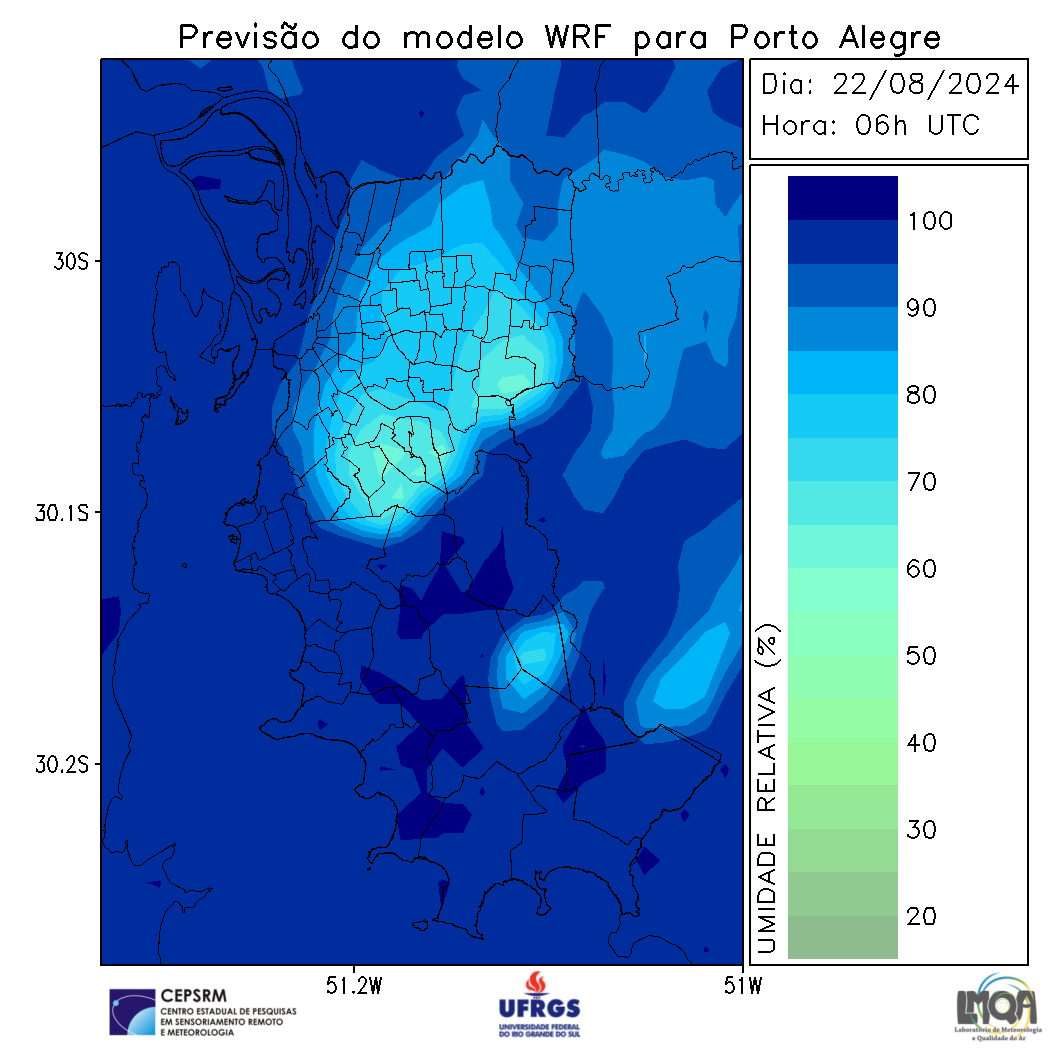 Previsão do modelo WRF para Porto Alegre
Dia: 22/08/2024
Hora: 06h UTC
30S
30.1S
30.2S
51.2W
51W
100
90
80
70
60
50
40
30
20
UMIDADE RELATIVA (%)
CEPSRM
CENTRO ESTADUAL DE PESQUISAS
EM SENSORIAMENTO REMOTO
E METEOROLOGIA
UFRGS
UNIVERSIDADE FEDERAL
DO RIO GRANDE DO SUL
LMQA
Laboratório de Meteorologia
e Qualidade do Ar